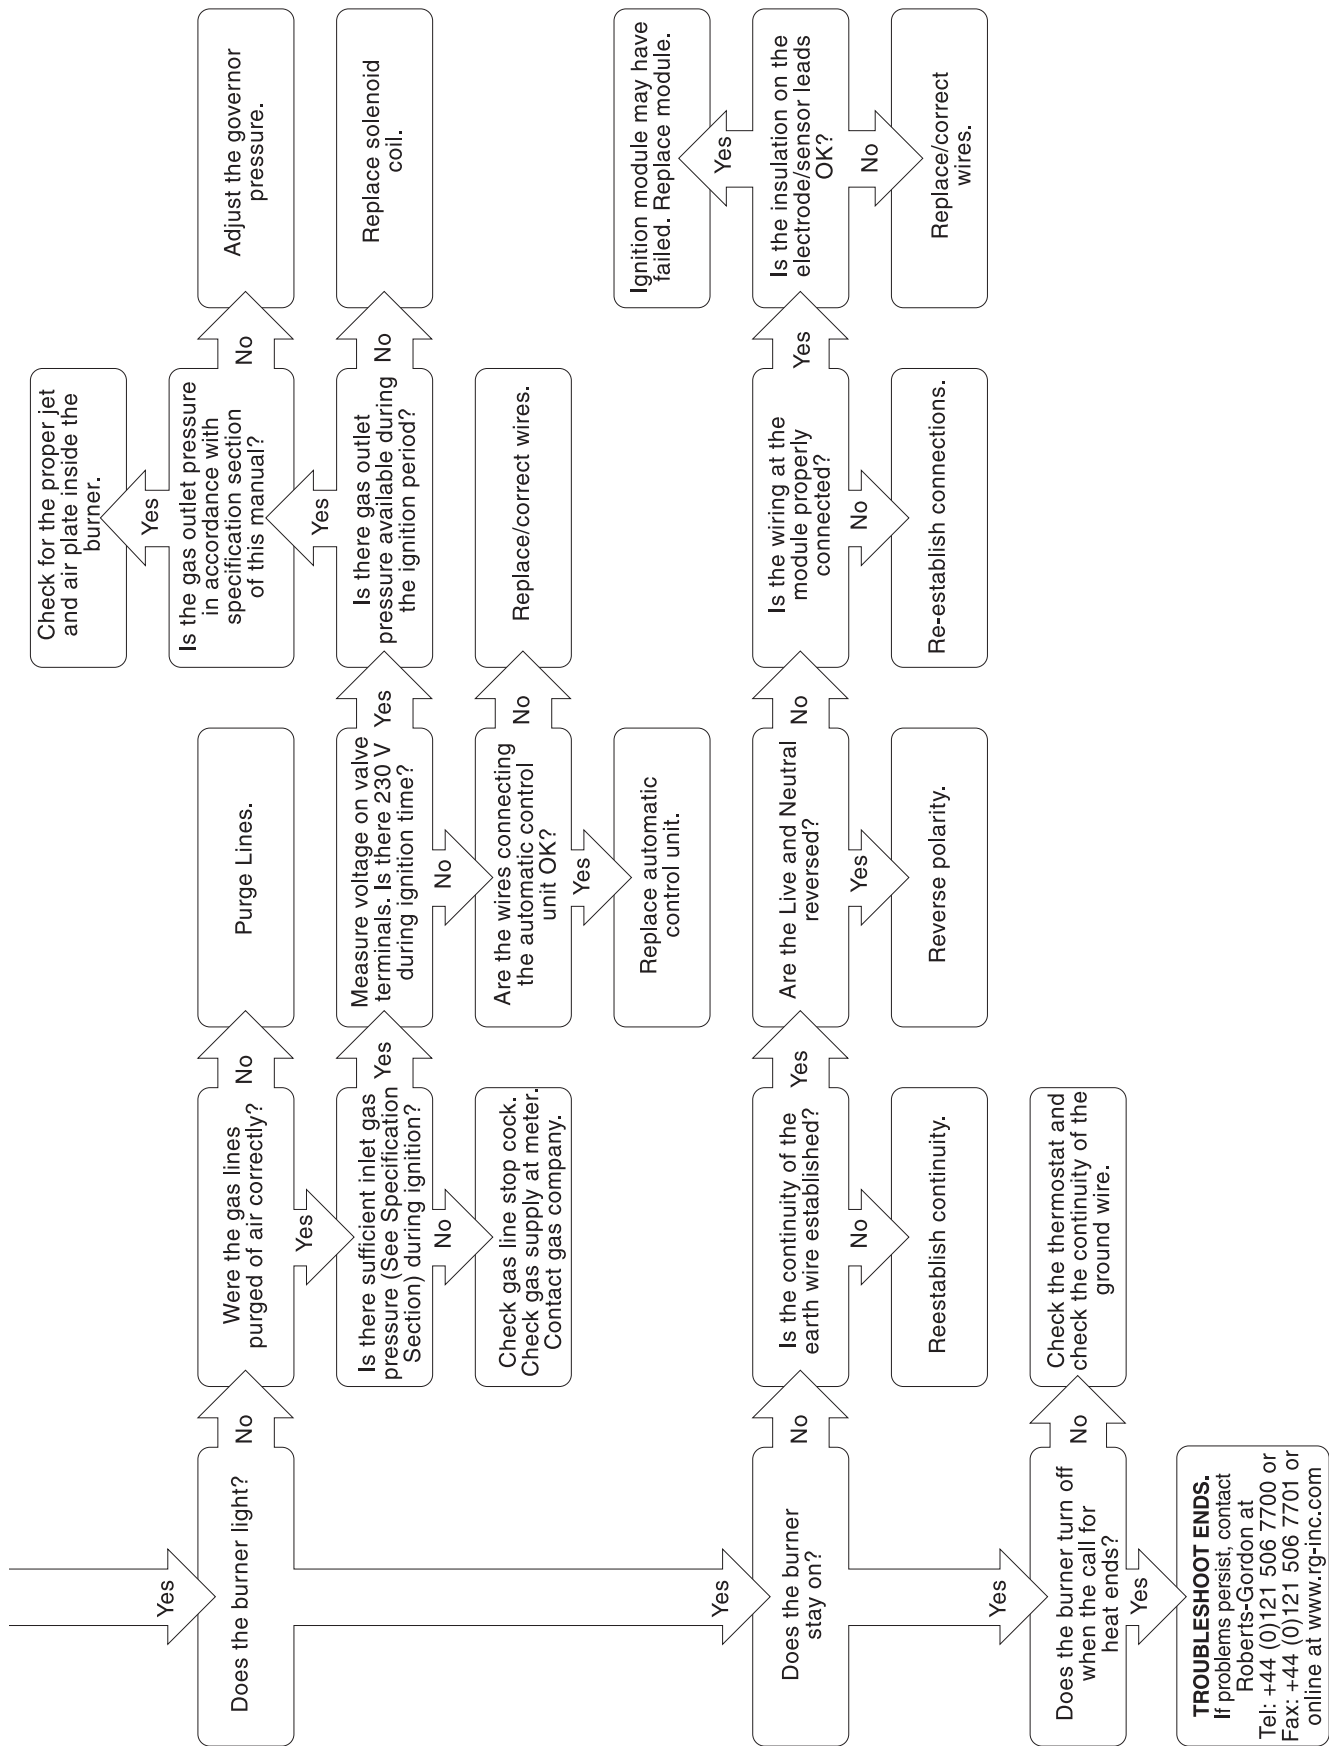 Check for the proper jet
and air plate inside the
burner.
Yes
Yes
Does the burner light?
No
Were the gas lines
purged of air correctly?
No
Purge Lines.
Is the gas outlet pressure
in accordance with
specification section
of this manual?
No
Adjust the governor
pressure.
Yes
Yes
Is there sufficient inlet gas
pressure (See Specification
Section) during ignition?
Yes
Measure voltage on valve
terminals. Is there 230 V
during ignition time?
Yes
Is there gas outlet
pressure available during
the ignition period?
No
Replace solenoid
coil.
No
No
Check gas line stop cock.
Check gas supply at meter.
Contact gas company.
Are the wires connecting
the automatic control
unit OK?
No
Replace/correct wires.
Yes
Replace automatic
control unit.
Ignition module may have
failed. Replace module.
Yes
Yes
Does the burner
stay on?
No
Is the continuity of the
earth wire established?
Yes
Are the Live and Neutral
reversed?
No
Is the wiring at the
module properly
connected?
Yes
Is the insulation on the
electrode/sensor leads
OK?
No
Yes
No
No
Reestablish continuity.
Reverse polarity.
Re-establish connections.
Replace/correct
wires.
Yes
Does the burner turn off
when the call for
heat ends?
No
Check the thermostat and
check the continuity of the
ground wire.
Yes
TROUBLESHOOT ENDS.
If problems persist, contact
Roberts-Gordon at
Tel: +44 (0)121 506 7700 or
Fax: +44 (0)121 506 7701 or
online at www.rg-inc.com